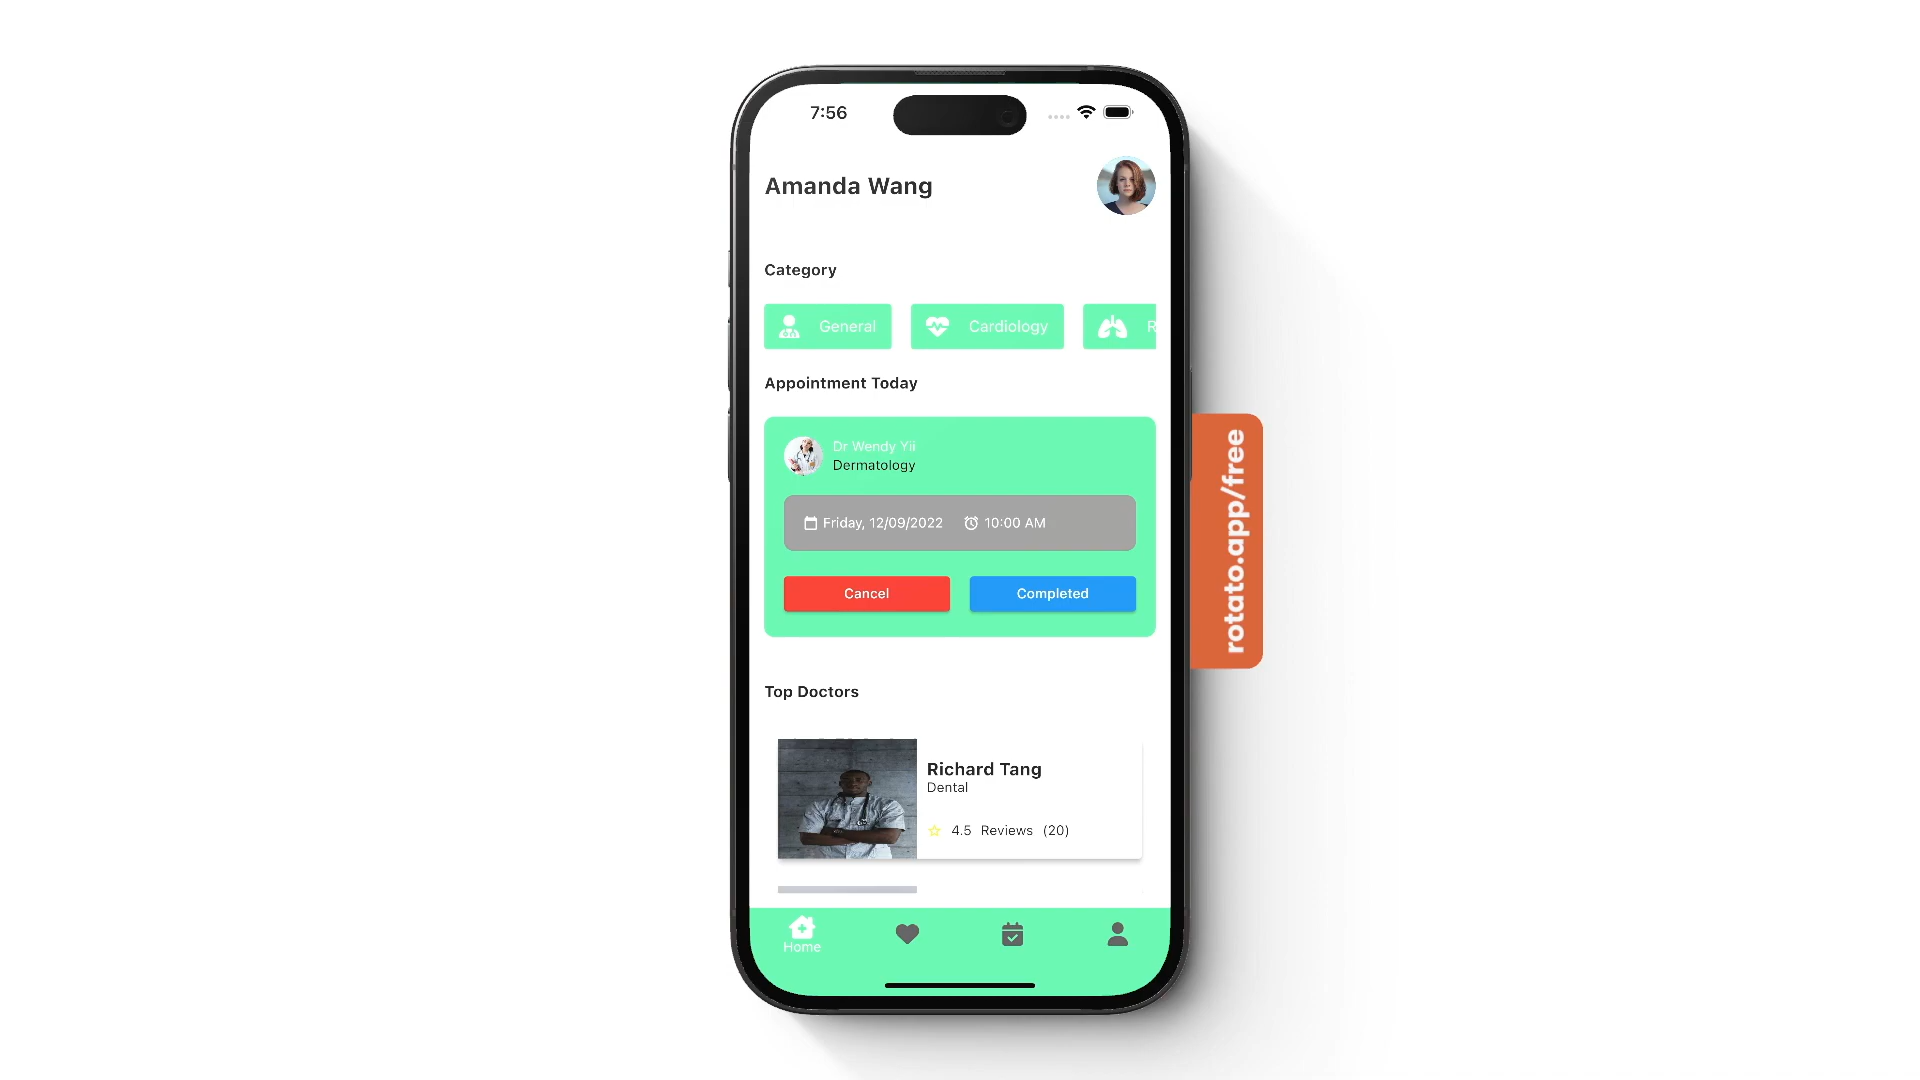 7:56
Amanda Wang
Category
General
Cardiology
R
Appointment Today
Dr Wendy Yii
Dermatology
Friday, 12/09/2022
10:00 AM
Cancel
Completed
Top Doctors
Richard Tang
Dental
4.5 Reviews (20)
Home
rotato.app/free